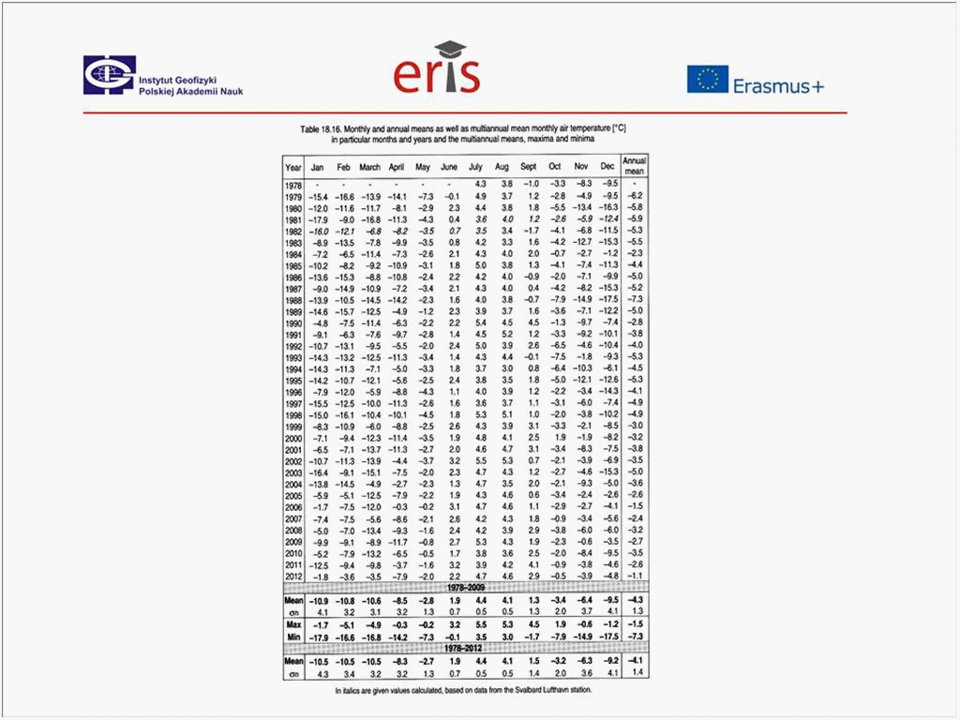 Instytut Geofizyki
Polskiej Akademii Nauk
eris
Erasmus+
Table 18.16. Monthly and annual means as well as multiannual mean monthly air temperature [°C]
in particular months and years and the multiannual means, maxima and minima
Year Jan Feb March April May June July Aug Sept Oct Nov Dec Annual mean
1978 - - - - - - 4.3 3.8 −1.0 −3.3 −8.3 −9.5 -
1979 −15.4 −16.6 −13.9 −14.1 −7.3 −0.1 4.9 3.7 1.2 −2.8 −4.9 −9.5 −6.2
1980 −12.0 −11.6 −11.7 −8.1 −2.9 2.3 4.4 3.8 1.8 −5.5 −13.4 −16.3 −5.8
1981 −17.9 −9.0 −16.8 −11.3 −4.3 0.4 3.6 4.0 1.2 −2.6 −5.9 −12.4 −5.9
1982 −16.0 −12.1 −6.8 −8.2 −3.5 0.7 3.5 3.4 −1.7 −4.1 −6.8 −11.5 −5.3
1983 −8.9 −13.5 −7.8 −9.9 −3.5 0.8 4.2 3.3 1.6 −4.2 −12.7 −15.3 −5.5
1984 −7.2 −6.5 −11.4 −7.3 −2.6 2.1 4.3 4.0 2.0 −0.7 −2.7 −1.2 −2.3
1985 −10.2 −8.2 −9.2 −10.9 −3.1 1.8 5.0 3.8 1.3 −4.1 −7.4 −11.3 −4.4
1986 −13.6 −15.3 −8.8 −10.8 −2.4 2.2 4.2 4.0 −0.9 −2.0 −7.1 −9.9 −5.0
1987 −9.0 −14.9 −10.9 −7.2 −3.4 2.1 4.3 4.0 0.4 −4.2 −8.2 −15.3 −5.2
1988 −13.9 −10.5 −14.5 −14.2 −2.3 1.6 4.0 3.8 −0.7 −7.9 −14.9 −17.5 −7.3
1989 −14.6 −15.7 −12.5 −4.9 −1.2 2.3 3.9 3.7 1.6 −3.6 −7.1 −12.2 −5.0
1990 −4.8 −7.5 −11.4 −6.3 −2.2 2.2 5.4 4.5 4.5 −1.3 −9.7 −7.4 −2.8
1991 −9.1 −6.3 −7.6 −9.7 −2.8 1.4 4.5 5.2 1.2 −3.3 −9.2 −10.1 −3.8
1992 −10.7 −13.1 −9.5 −5.5 −2.0 2.4 5.0 3.9 2.6 −6.5 −4.6 −10.4 −4.0
1993 −14.3 −13.2 −12.5 −11.3 −3.4 1.4 4.3 4.4 −0.1 −7.5 −1.8 −9.3 −5.3
1994 −14.3 −11.3 −7.1 −5.0 −3.3 1.8 3.7 3.0 0.8 −6.4 −10.3 −6.1 −4.5
1995 −14.2 −10.7 −12.1 −5.6 −2.5 2.4 3.8 3.5 1.8 −5.0 −12.1 −12.6 −5.3
1996 −7.9 −12.0 −5.9 −8.8 −4.3 1.1 4.0 3.9 1.2 −2.2 −3.4 −14.3 −4.1
1997 −15.5 −12.5 −10.0 −11.3 −2.6 1.6 3.6 3.7 1.1 −3.1 −6.0 −7.4 −4.9
1998 −15.0 −16.1 −10.4 −10.1 −4.5 1.8 5.3 5.1 1.0 −2.0 −3.8 −10.2 −4.9
1999 −8.3 −10.9 −6.0 −8.8 −2.5 2.6 4.3 3.9 3.1 −3.3 −2.1 −8.5 −3.0
2000 −7.1 −9.4 −12.3 −11.4 −3.5 1.9 4.8 4.1 2.5 1.9 −1.9 −8.2 −3.2
2001 −6.5 −7.1 −13.7 −11.3 −2.7 2.0 4.6 4.7 3.1 −3.4 −8.3 −7.5 −3.8
2002 −10.7 −11.3 −13.9 −4.4 −3.7 3.2 5.5 5.3 0.7 −2.1 −3.9 −6.9 −3.5
2003 −16.4 −9.1 −15.1 −7.5 −2.0 2.3 4.7 4.3 1.2 −2.7 −4.6 −15.3 −5.0
2004 −13.8 −14.5 −4.9 −2.7 −2.3 1.3 4.7 3.5 2.0 −2.1 −9.3 −5.0 −3.6
2005 −5.9 −5.1 −12.5 −7.9 −2.2 1.9 4.3 4.6 0.6 −3.4 −2.4 −2.6 −2.6
2006 −1.7 −7.5 −12.0 −0.3 −0.2 3.1 4.7 4.6 1.1 −2.9 −2.7 −4.1 −1.5
2007 −7.4 −7.5 −5.6 −8.6 −2.1 2.6 4.2 4.3 1.8 −0.9 −3.4 −5.6 −2.4
2008 −5.0 −7.0 −13.4 −9.3 −1.6 2.4 4.2 3.9 2.9 −3.8 −6.0 −6.0 −3.2
2009 −9.9 −9.1 −8.9 −11.7 −0.8 2.7 5.3 4.3 1.9 −2.3 −0.6 −3.5 −2.7
2010 −5.2 −7.9 −13.2 −6.5 −0.5 1.7 3.8 3.6 2.5 −2.0 −8.4 −9.5 −3.5
2011 −12.5 −9.4 −9.8 −3.7 −1.6 3.2 3.9 4.2 4.1 −0.9 −3.8 −4.6 −2.6
2012 −1.8 −3.6 −3.5 −7.9 −2.0 2.2 4.7 4.6 2.9 −0.5 −3.9 −4.8 −1.1
1978–2009
Mean −10.9 −10.8 −10.6 −8.5 −2.8 1.9 4.4 4.1 1.3 −3.4 −6.4 −9.5 −4.3
σn 4.1 3.2 3.1 3.2 1.3 0.7 0.5 0.5 1.3 2.0 3.7 4.1 1.3
Max −1.7 −5.1 −4.9 −0.3 −0.2 3.2 5.5 5.3 4.5 1.9 −0.6 −1.2 −1.5
Min −17.9 −16.6 −16.8 −14.2 −7.3 −0.1 3.5 3.0 −1.7 −7.9 −14.9 −17.5 −7.3
1978–2012
Mean −10.5 −10.5 −10.5 −8.3 −2.7 1.9 4.4 4.1 1.5 −3.2 −6.3 −9.2 −4.1
σn 4.3 3.4 3.2 3.2 1.3 0.7 0.5 0.5 1.4 2.0 3.6 4.1 1.4
In italics are given values calculated, based on data from the Svalbard Lufthavn station.